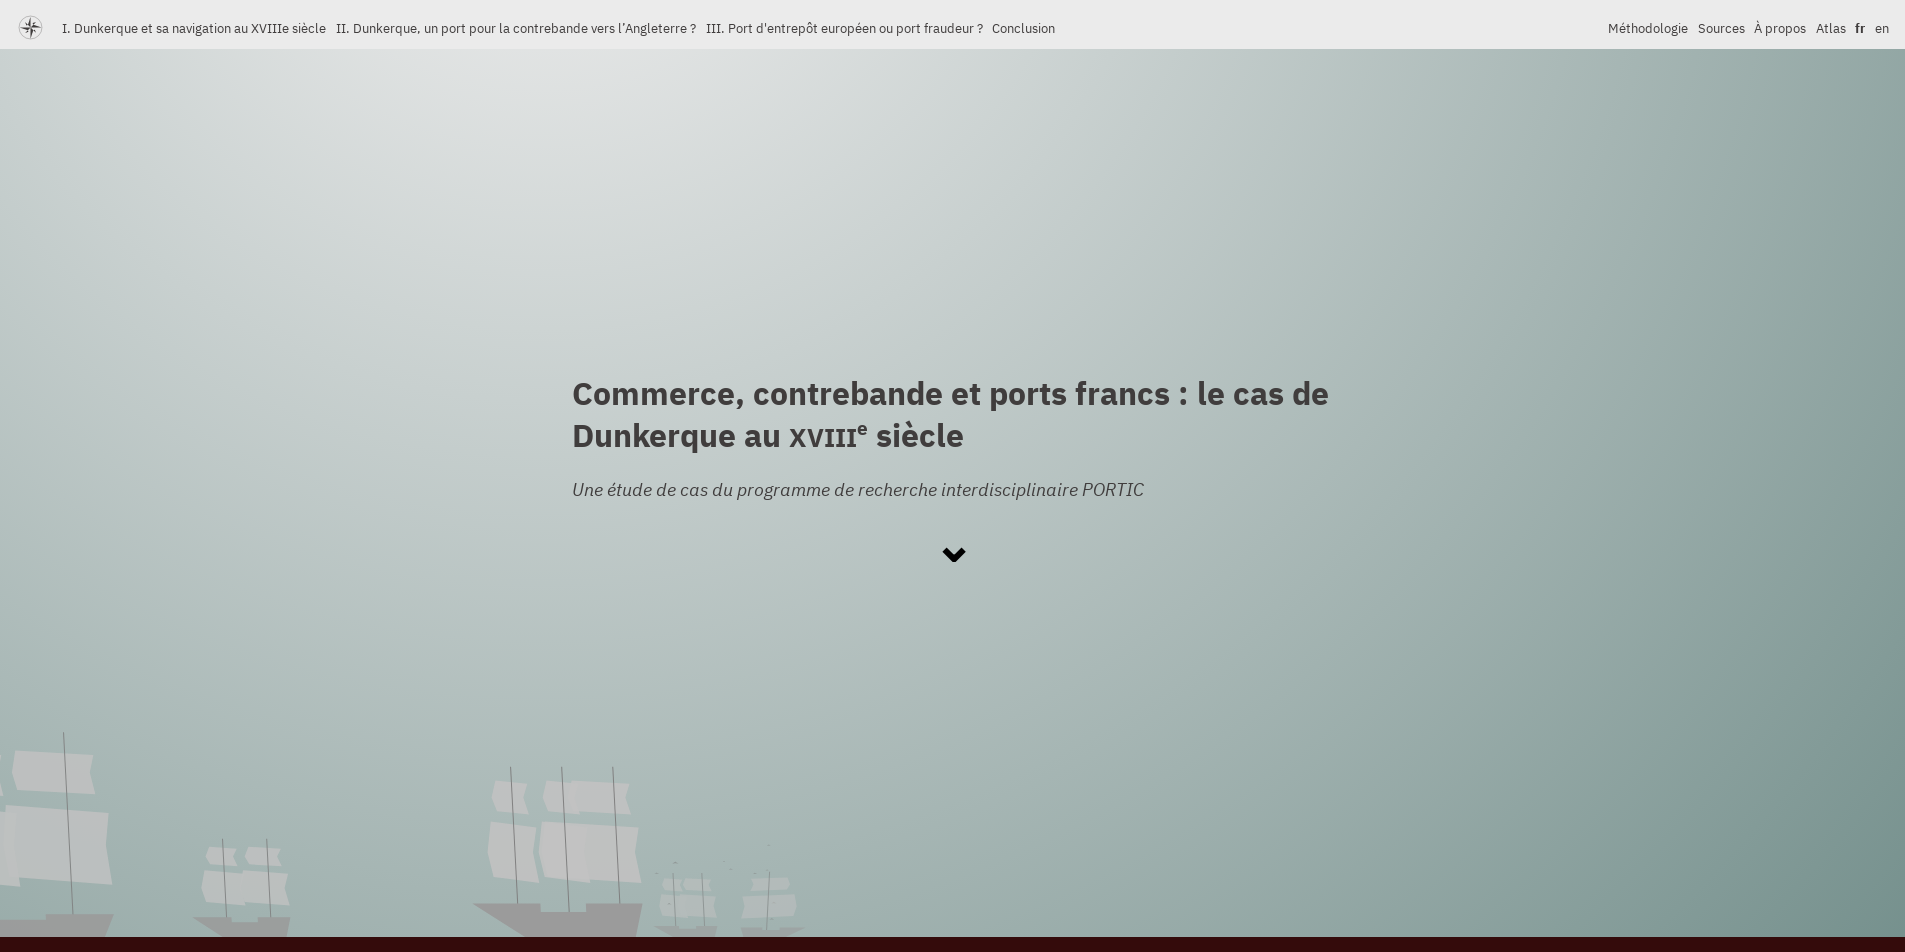 I. Dunkerque et sa navigation au XVIIIe siècle II. Dunkerque, un port pour la contrebande vers l’Angleterre ? III. Port d'entrepôt européen ou port fraudeur ? Conclusion Méthodologie Sources À propos Atlas fr en
Commerce, contrebande et ports francs : le cas de
Dunkerque au XVIIIe siècle
Une étude de cas du programme de recherche interdisciplinaire PORTIC